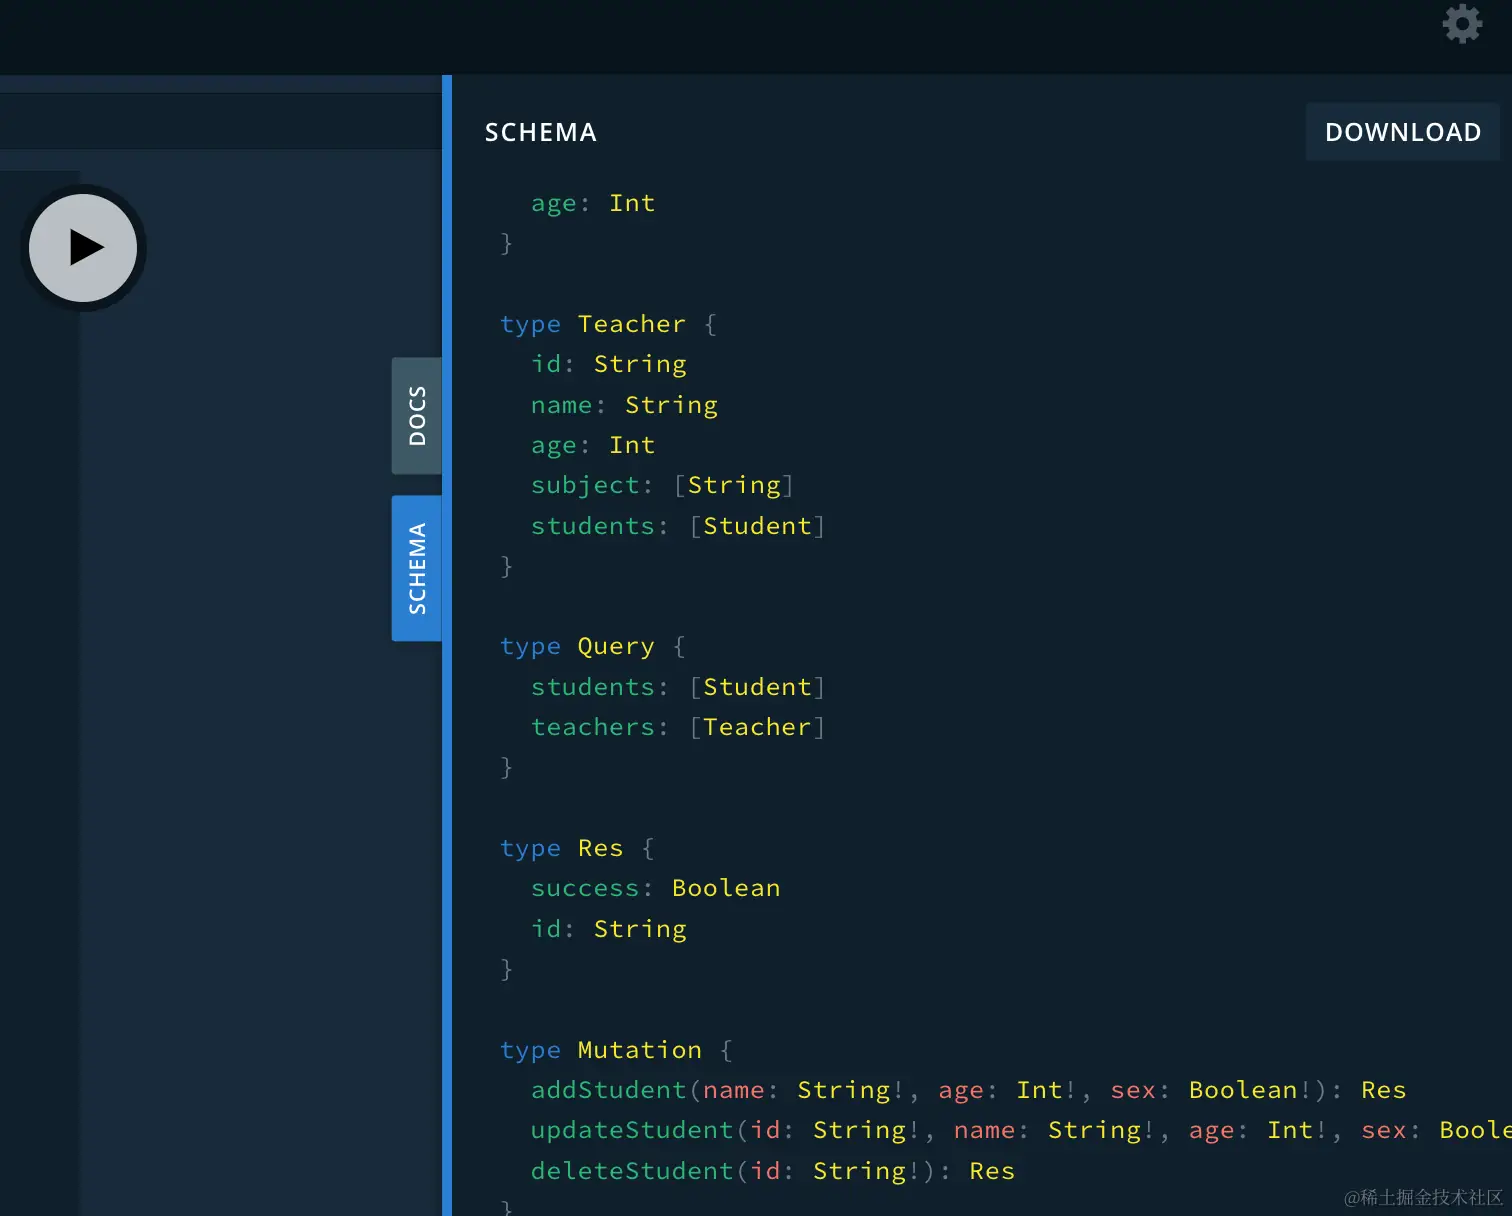 SCHEMA
DOWNLOAD
age: Int
}
type Teacher {
id: String
name: String
age: Int
subject: [String]
students: [Student]
}
type Query {
students: [Student]
teachers: [Teacher]
}
type Res {
success: Boolean
id: String
}
type Mutation {
addStudent(name: String!, age: Int!, sex: Boolean!): Res
updateStudent(id: String!, name: String!, age: Int!, sex: Boole
deleteStudent(id: String!): Res
}
DOCS
SCHEMA
@稀土掘金技术社区